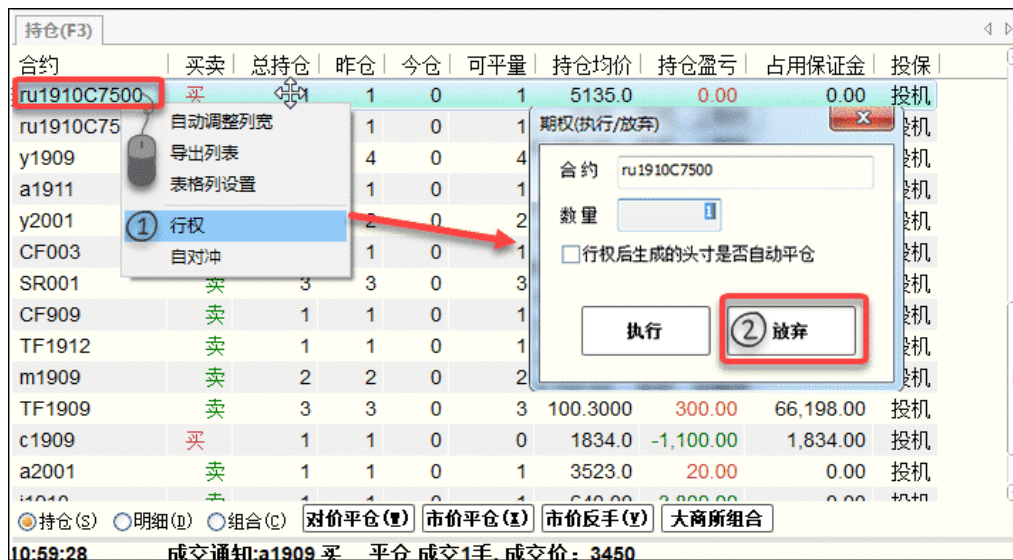 持仓(F3)
合约 买卖 总持仓 昨仓 今仓 可平量 持仓均价 持仓盈亏 占用保证金 投保
ru1910C7500 买 1 1 0 1 5135.0 0.00 0.00 投机
ru1910C75 1 0 1 投机
y1909 4 0 4 投机
a1911 1 0 1 投机
y2001 2 0 2 投机
CF003 1 0 1 投机
SR001 卖 3 3 0 3 投机
CF909 卖 1 1 0 1 投机
TF1912 卖 1 1 0 1 投机
m1909 卖 2 2 0 2 投机
TF1909 卖 3 3 0 3 100.3000 300.00 66,198.00 投机
c1909 买 1 1 0 0 1834.0 -1,100.00 1,834.00 投机
a2001 卖 1 1 0 1 3523.0 20.00 0.00 投机
自动调整列宽
导出列表
表格列设置
① 行权
自对冲
期权(执行/放弃)
合约 ru1910C7500
数量 1
行权后生成的头寸是否自动平仓
执行 ② 放弃
持仓(S) 明细(D) 组合(C) 对价平仓(W) 市价平仓(X) 市价反手(Y) 大商所组合
10:59:28 成交通知:a1909 买 平仓 成交1手, 成交价：3450